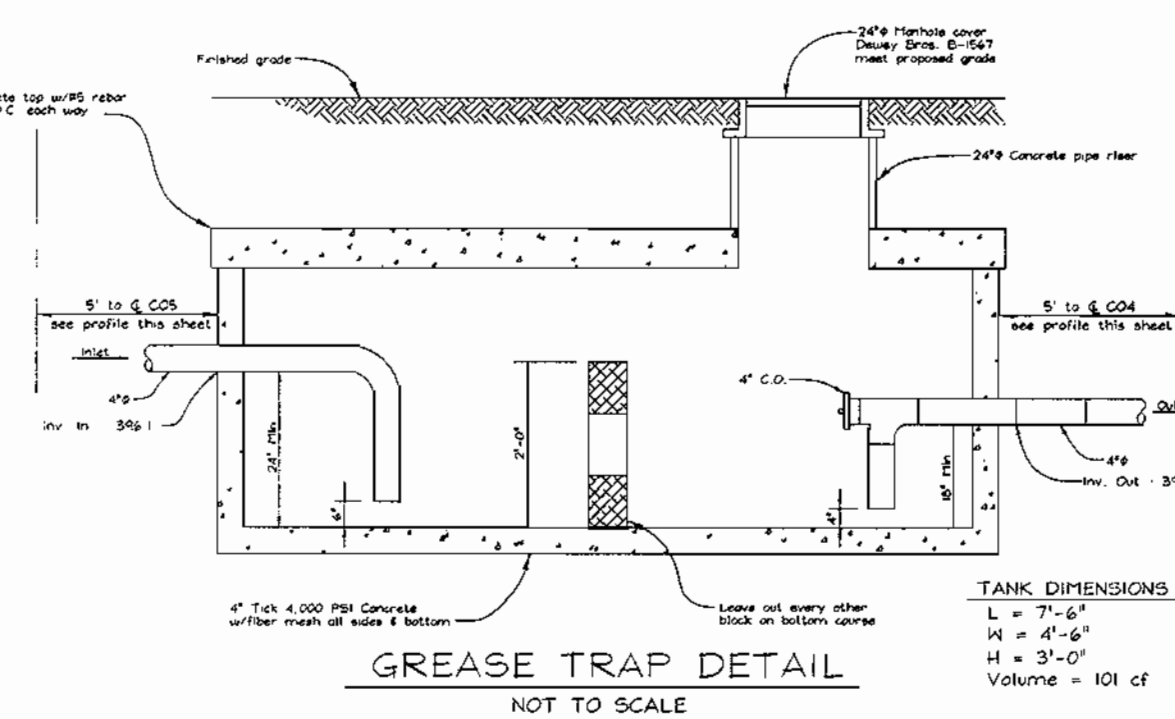 24"ϕ Manhole cover
Dewey Bros. B-1567
meet proposed grade
Finished grade
top w/#5 rebar
each way
24"ϕ Concrete pipe riser
5' to ℄ CO5
see profile this sheet
5' to ℄ CO4
see profile this sheet
Inlet
4"ϕ
Inv In 396 1
24" Min
6"
2'-0"
4" C.O.
4"
18" Min
4"ϕ
Inv. Out
4" Tick 4,000 PSI Concrete
w/fiber mesh all sides & bottom
Leave out every other
block on bottom course
TANK DIMENSIONS
L = 7'-6"
W = 4'-6"
H = 3'-0"
Volume = 101 cf
GREASE TRAP DETAIL
NOT TO SCALE